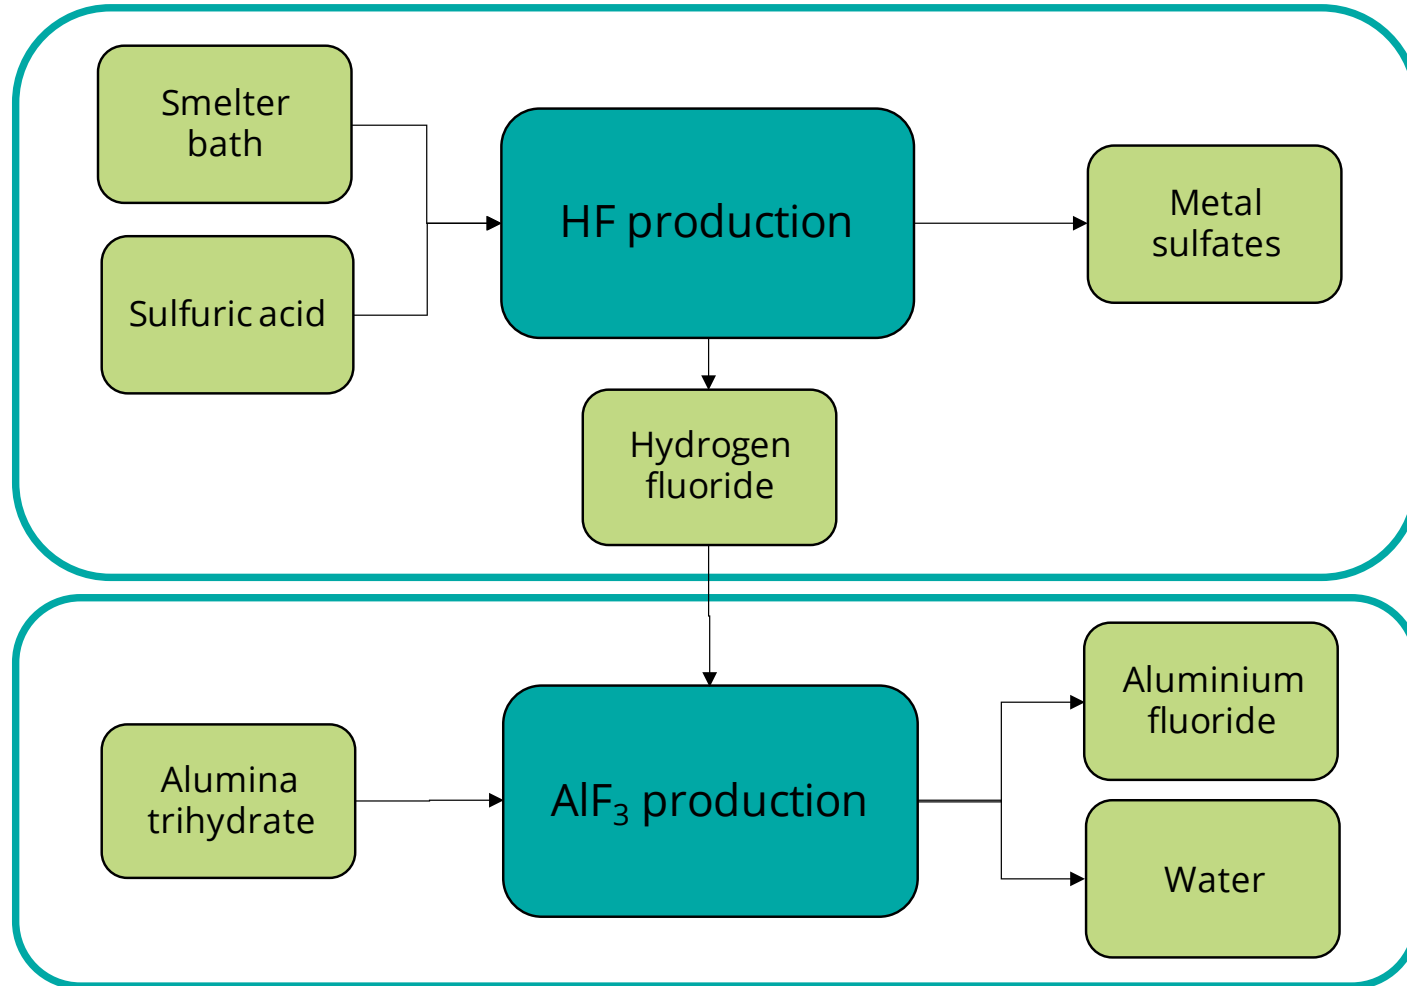 Smelter
bath
Sulfuric acid
HF production
Metal
sulfates
Hydrogen
fluoride
Alumina
trihydrate
AlF₃ production
Aluminium
fluoride
Water